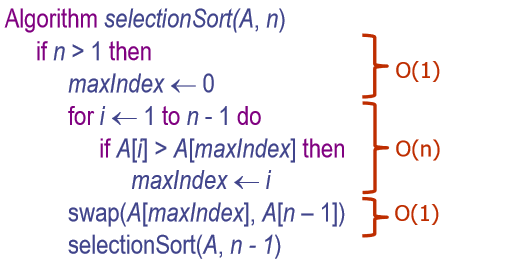 Algorithm selectionSort(A, n)
if n > 1 then
maxIndex ← 0
O(1)
for i ← 1 to n - 1 do
if A[i] > A[maxIndex] then
maxIndex ← i
O(n)
swap(A[maxIndex], A[n – 1])
O(1)
selectionSort(A, n - 1)